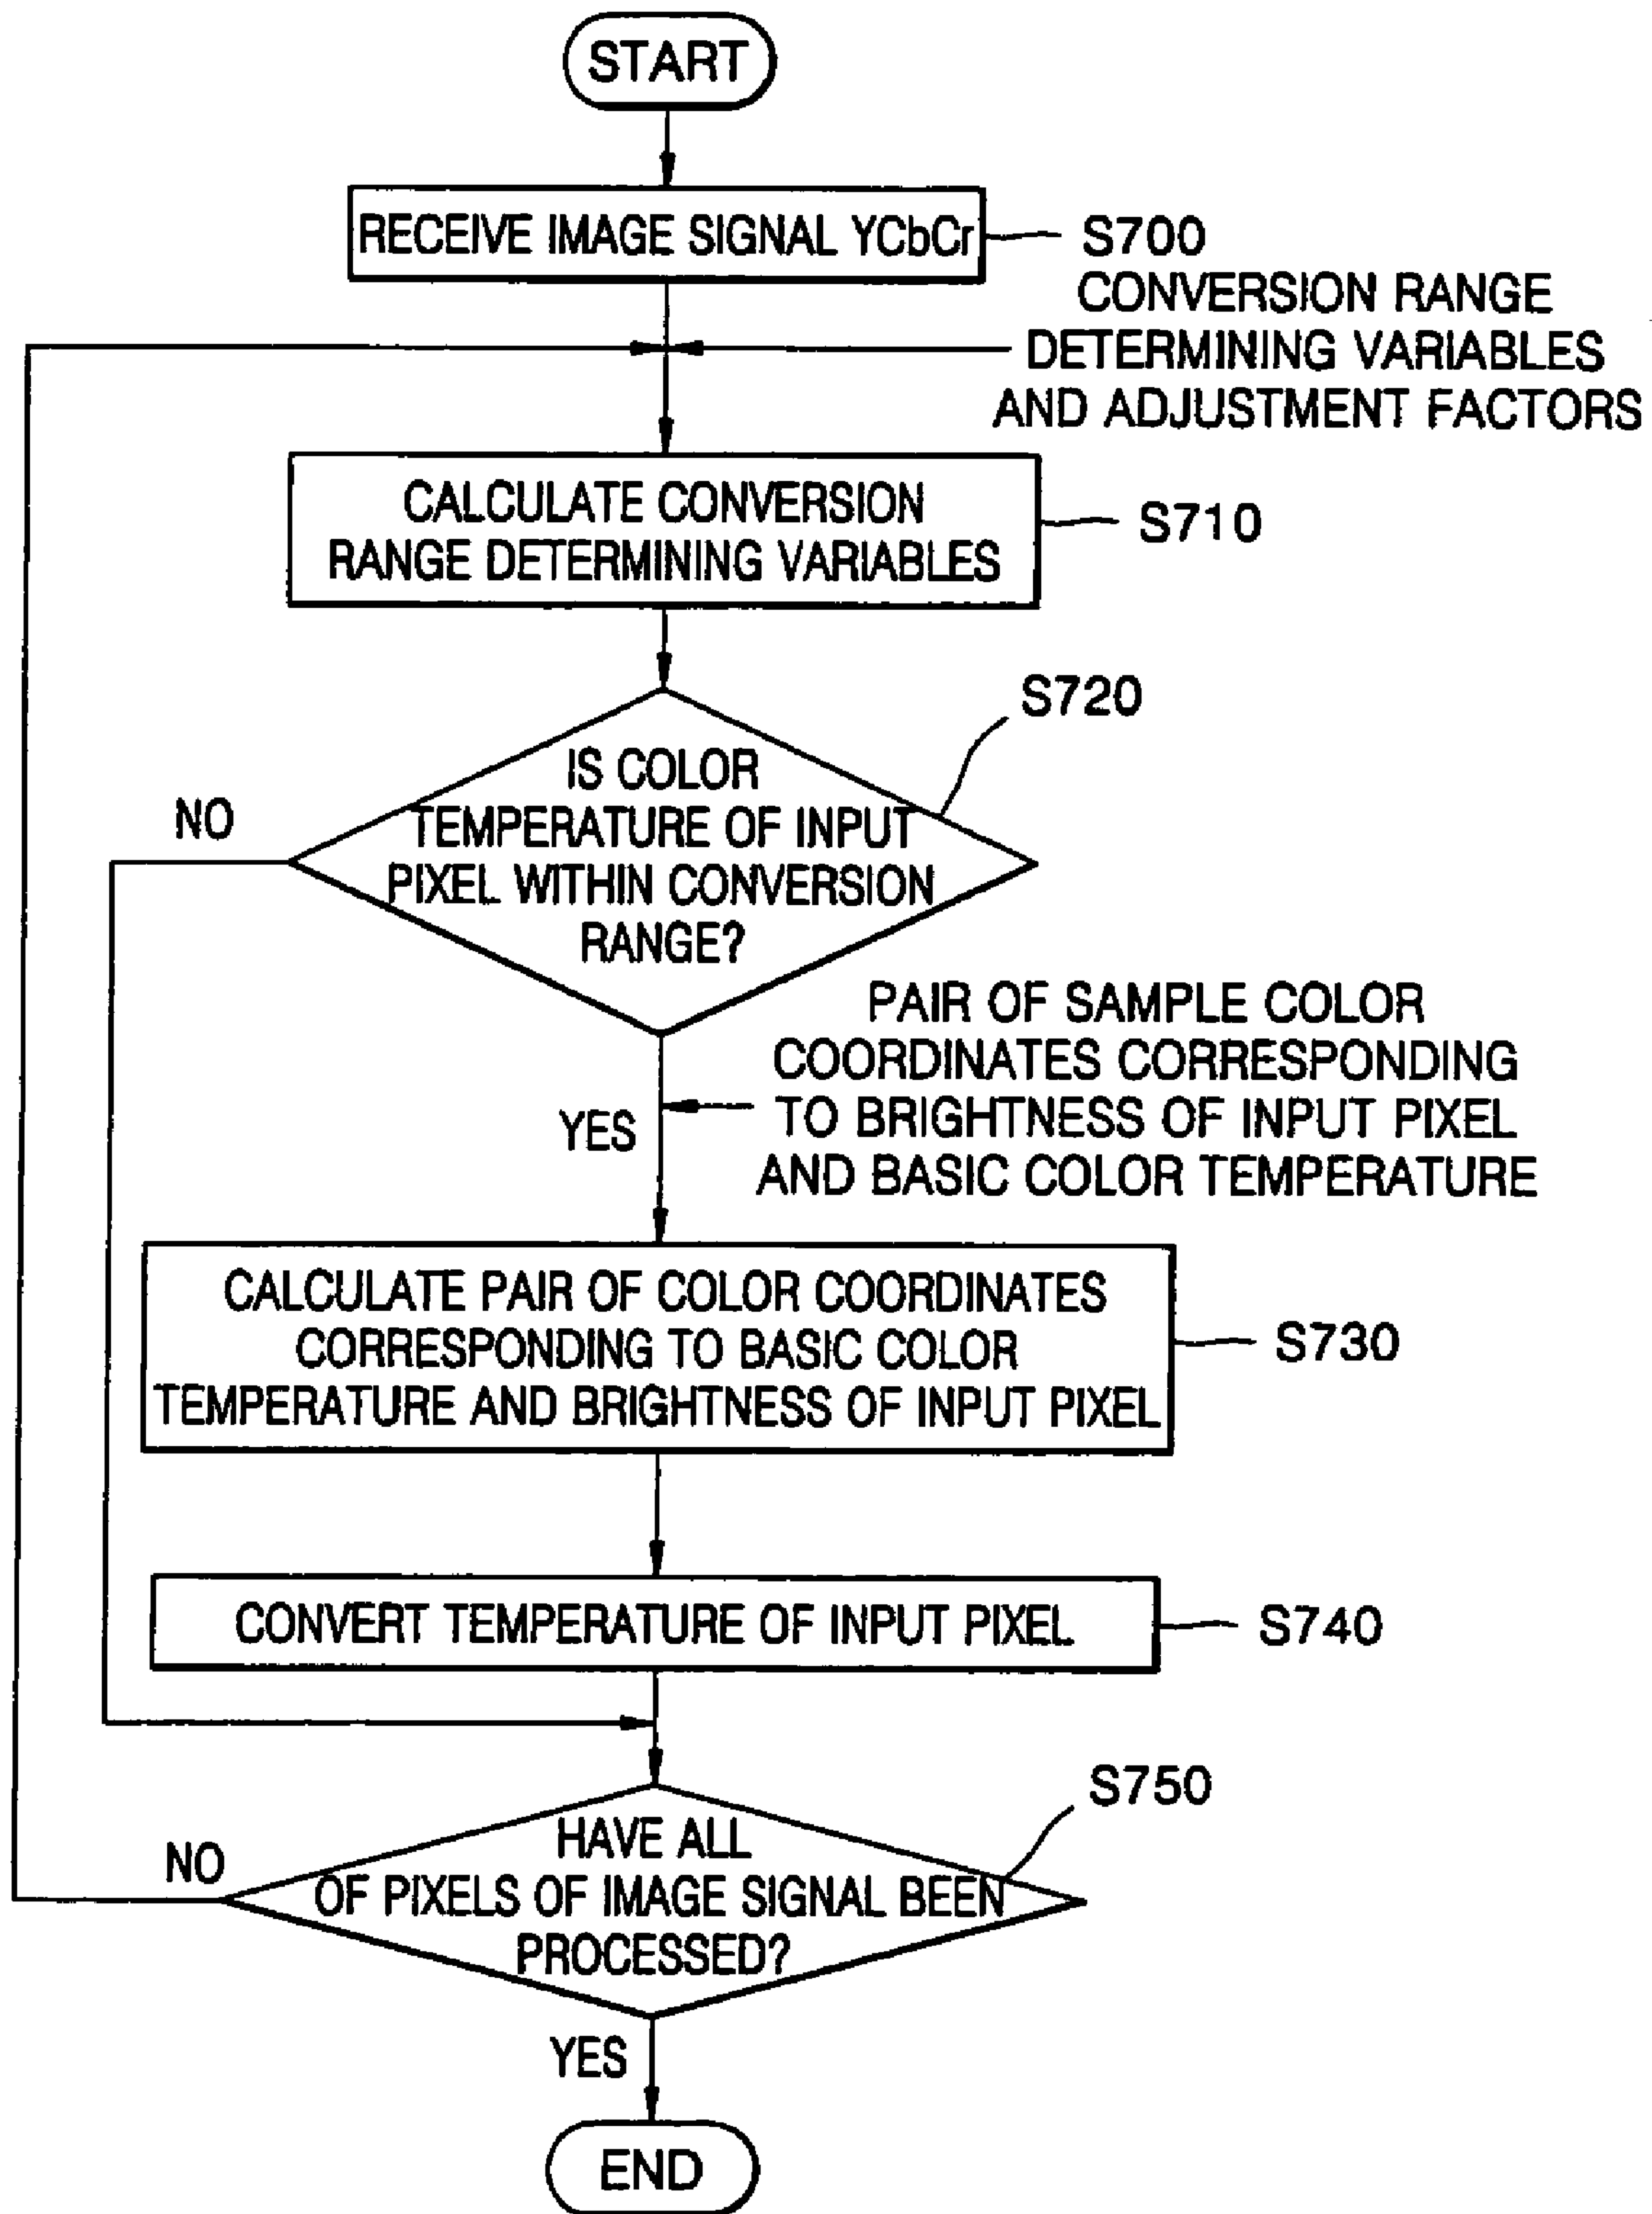 START
RECEIVE IMAGE SIGNAL YCbCr
S700
CONVERSION RANGE
DETERMINING VARIABLES
AND ADJUSTMENT FACTORS
CALCULATE CONVERSION
RANGE DETERMINING VARIABLES
S710
S720
IS COLOR
TEMPERATURE OF INPUT
PIXEL WITHIN CONVERSION
RANGE?
NO
PAIR OF SAMPLE COLOR
COORDINATES CORRESPONDING
TO BRIGHTNESS OF INPUT PIXEL
AND BASIC COLOR TEMPERATURE
YES
CALCULATE PAIR OF COLOR COORDINATES
CORRESPONDING TO BASIC COLOR
TEMPERATURE AND BRIGHTNESS OF INPUT PIXEL
S730
CONVERT TEMPERATURE OF INPUT PIXEL
S740
S750
HAVE ALL
OF PIXELS OF IMAGE SIGNAL BEEN
PROCESSED?
NO
YES
END